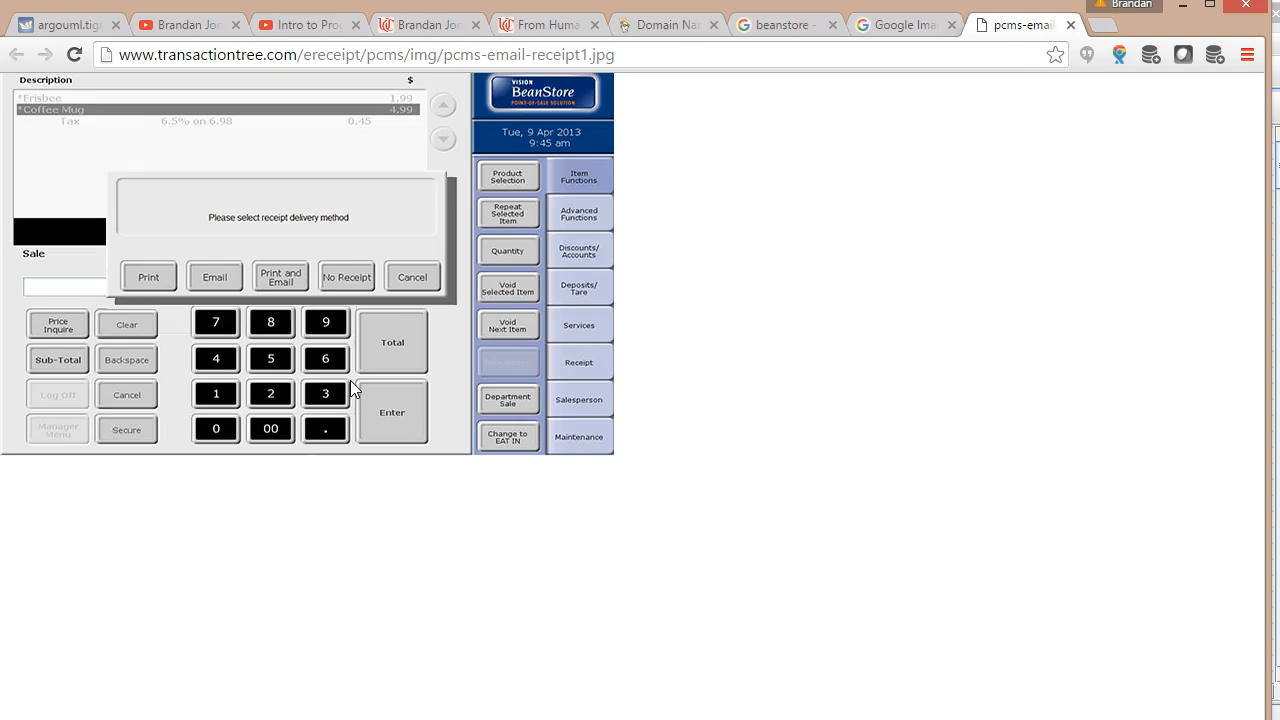 Brandan
argouml.tigr
Brandan Jor
Intro to Prog
Brandan Jor
From Huma
Domain Nar
beanstore -
Google Ima
pcms-email
www.transactiontree.com/ereceipt/pcms/img/pcms-email-receipt1.jpg
Description $
*Frisbee 1.99
*Coffee Mug 4.99
Tax 6.5% on 6.98 0.45
Please select receipt delivery method
Print
Email
Print and
Email
No Receipt
Cancel
Sale
Price
Inquire
Clear
7 8 9
Total
Sub-Total
Backspace
4 5 6
Log Off
Cancel
1 2 3
Enter
Manager
Menu
Secure
0 00 .
VISION
BeanStore
POINT-OF-SALE SOLUTION
Tue, 9 Apr 2013
9:45 am
Product
Selection
Item
Functions
Repeat
Selected
Item
Advanced
Functions
Quantity
Discounts/
Accounts
Void
Selected Item
Deposits/
Tare
Void
Next Item
Services
Receipt
Department
Sale
Salesperson
Change to
EAT IN
Maintenance